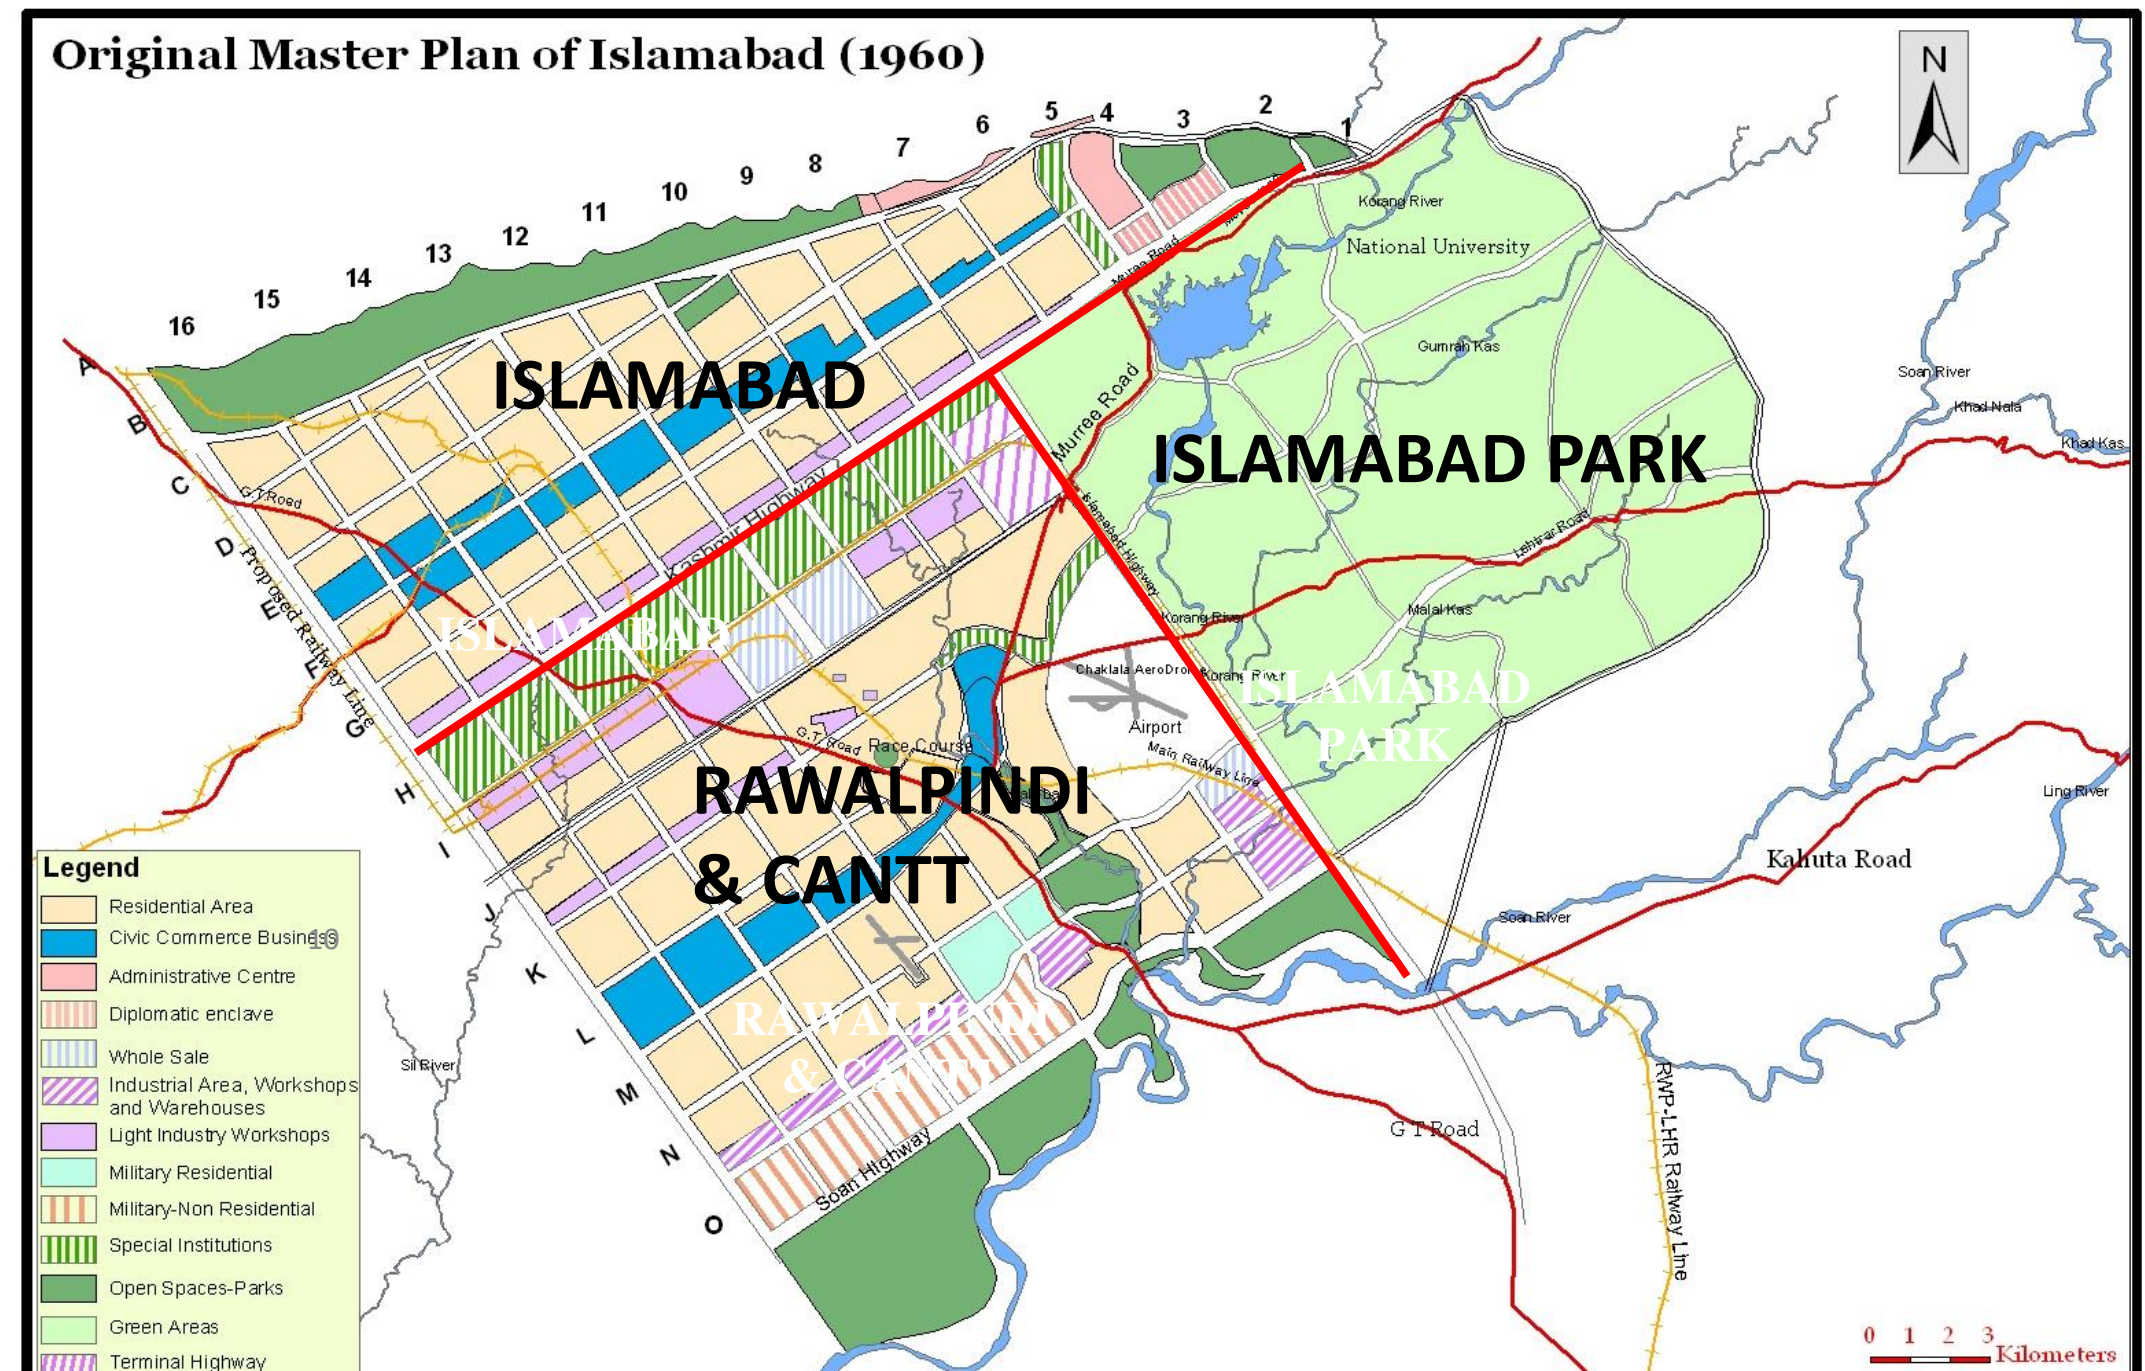 Original Master Plan of Islamabad (1960)
N
1
2
3
4
5
6
7
8
9
10
11
12
13
14
15
16
A
B
C
D
E
F
G
H
I
J
K
L
M
N
O
Korang River
National University
Muree Road
Gumrah Kas
ISLAMABAD
Murree Road
ISLAMABAD PARK
Soan River
Khad Nala
Khad Kas
G.T.Road
Kashmir Highway
Islamabad Highway
Lehtrar Road
Proposed Railway Line
ISLAMABAD
Korang River
Malal Kas
Chaklala AeroDrome
Korang River
ISLAMABAD
PARK
Airport
G.T. Road
Race Course
Main Railway Line
RAWALPINDI
& CANTT
Ling River
Kahuta Road
Soan River
RAWALPINDI
& CANTT
Sil River
Soan Highway
G T Road
RWP-LHR Railway Line
Legend
Residential Area
Civic Commerce Business
10
Administrative Centre
Diplomatic enclave
Whole Sale
Industrial Area, Workshops
and Warehouses
Light Industry Workshops
Military Residential
Military-Non Residential
Special Institutions
Open Spaces-Parks
Green Areas
Terminal Highway
0 1 2 3
Kilometers